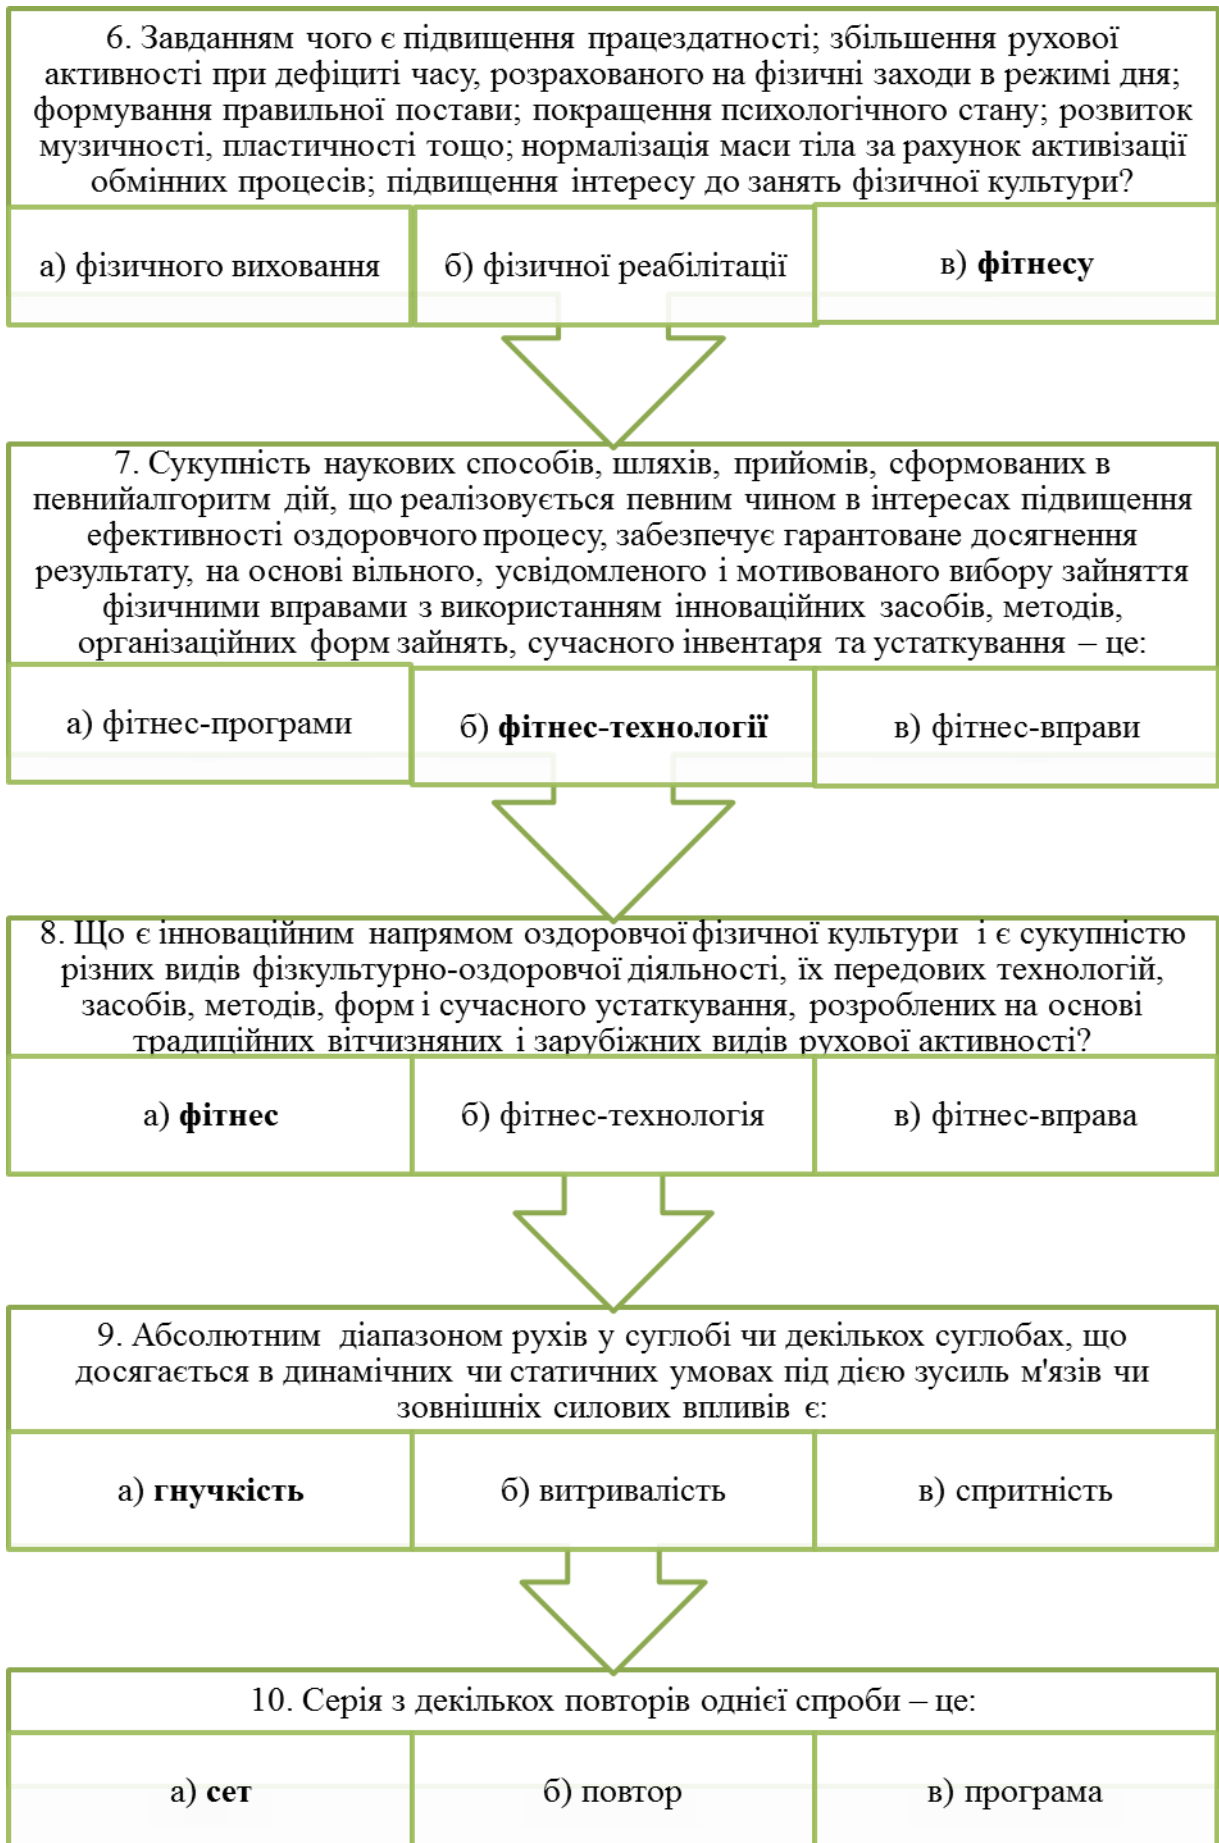 6. Завданням чого є підвищення працездатності; збільшення рухової
активності при дефіциті часу, розрахованого на фізичні заходи в режимі дня;
формування правильної постави; покращення психологічного стану; розвиток
музичності, пластичності тощо; нормалізація маси тіла за рахунок активізації
обмінних процесів; підвищення інтересу до занять фізичної культури?
а) фізичного виховання
б) фізичної реабілітації
в) фітнесу
7. Сукупність наукових способів, шляхів, прийомів, сформованих в
певнийалгоритм дій, що реалізовується певним чином в інтересах підвищення
ефективності оздоровчого процесу, забезпечує гарантоване досягнення
результату, на основі вільного, усвідомленого і мотивованого вибору зайняття
фізичними вправами з використанням інноваційних засобів, методів,
організаційних форм зайнять, сучасного інвентаря та устаткування – це:
а) фітнес-програми
б) фітнес-технології
в) фітнес-вправи
8. Що є інноваційним напрямом оздоровчої фізичної культури і є сукупністю
різних видів фізкультурно-оздоровчої діяльності, їх передових технологій,
засобів, методів, форм і сучасного устаткування, розроблених на основі
традиційних вітчизняних і зарубіжних видів рухової активності?
а) фітнес
б) фітнес-технологія
в) фітнес-вправа
9. Абсолютним діапазоном рухів у суглобі чи декількох суглобах, що
досягається в динамічних чи статичних умовах під дією зусиль м'язів чи
зовнішніх силових впливів є:
а) гнучкість
б) витривалість
в) спритність
10. Серія з декількох повторів однієї спроби – це:
а) сет
б) повтор
в) програма